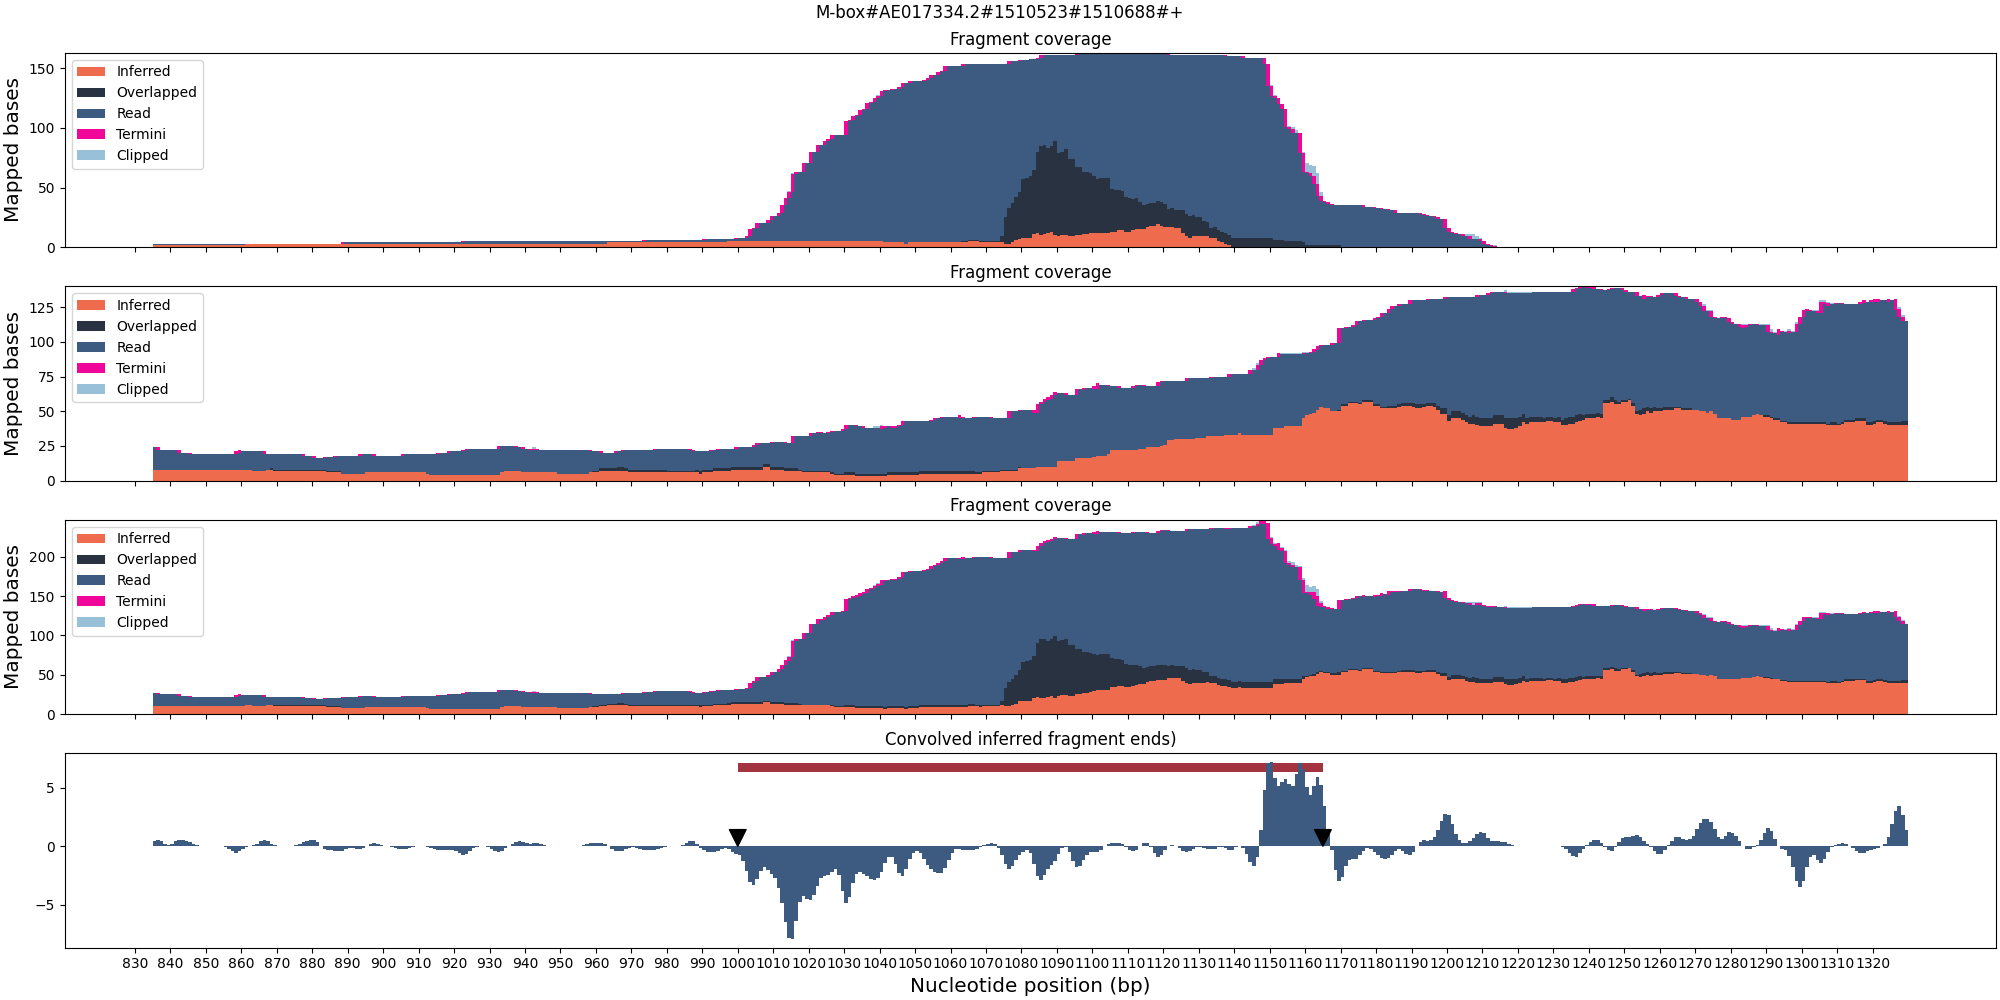 M-box#AE017334.2#1510523#1510688#+
Fragment coverage
Mapped bases
150
100
50
0
Inferred
Overlapped
Read
Termini
Clipped
Fragment coverage
Mapped bases
125
100
75
50
25
0
Inferred
Overlapped
Read
Termini
Clipped
Fragment coverage
Mapped bases
200
150
100
50
0
Inferred
Overlapped
Read
Termini
Clipped
Convolved inferred fragment ends)
5
0
−5
830 840 850 860 870 880 890 900 910 920 930 940 950 960 970 980 990 1000 1010 1020 1030 1040 1050 1060 1070 1080 1090 1100 1110 1120 1130 1140 1150 1160 1170 1180 1190 1200 1210 1220 1230 1240 1250 1260 1270 1280 1290 1300 1310 1320
Nucleotide position (bp)